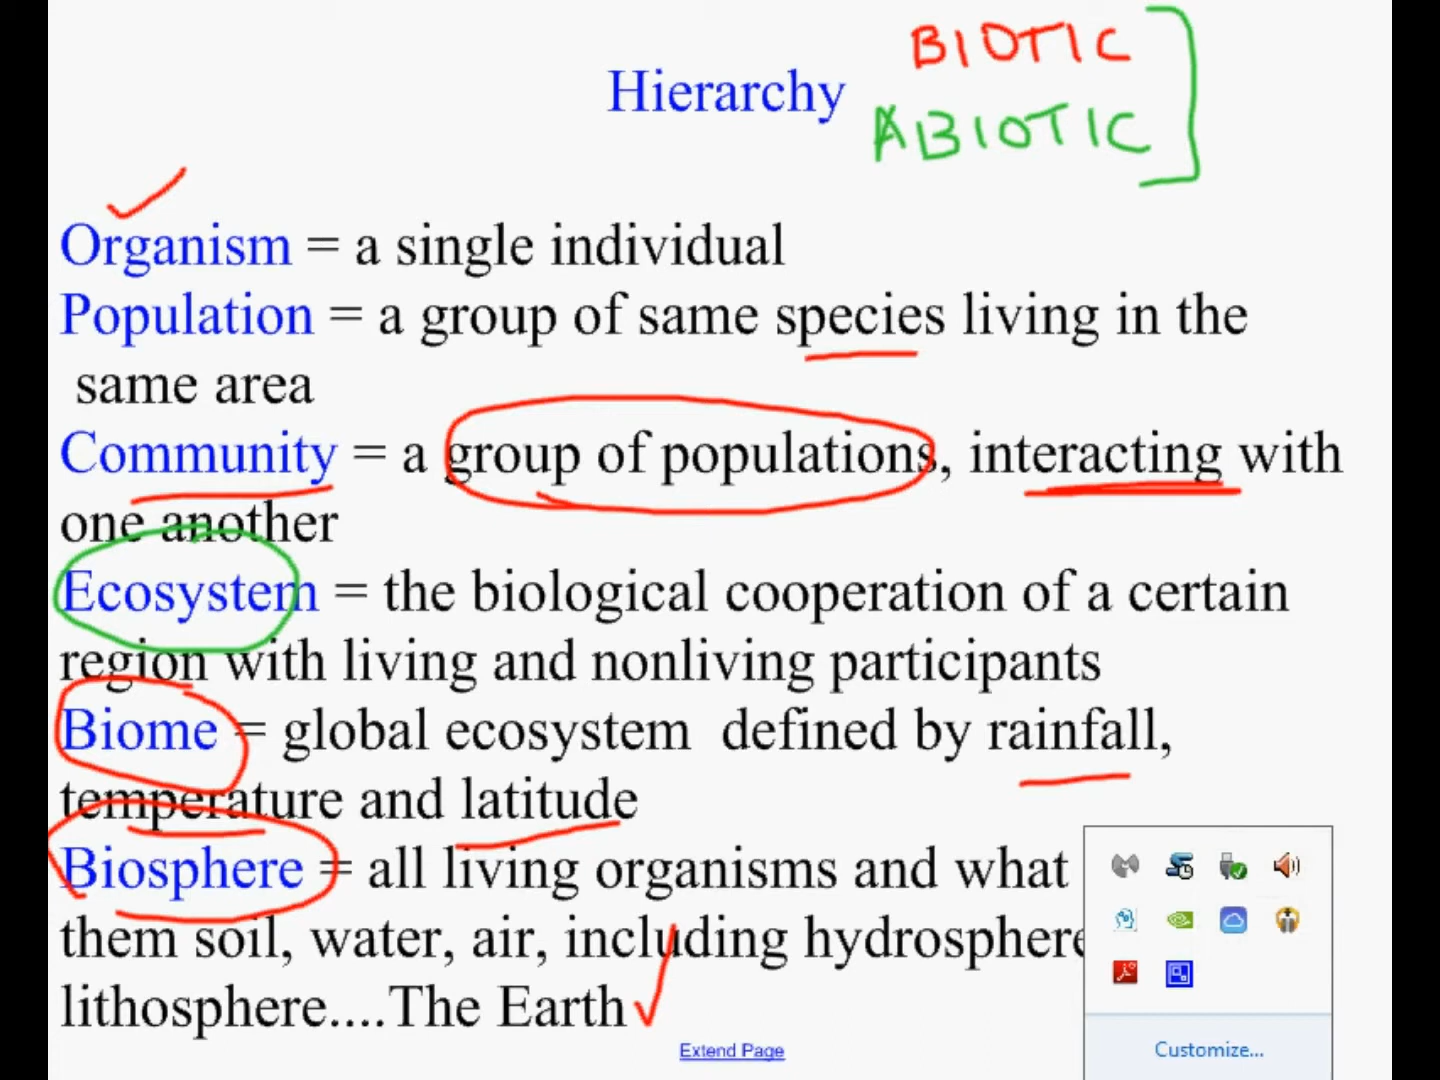 BIOTIC
Hierarchy
ABIOTIC
Organism = a single individual
Population = a group of same species living in the
same area
Community = a group of populations, interacting with
one another
Ecosystem = the biological cooperation of a certain
region with living and nonliving participants
Biome = global ecosystem defined by rainfall,
temperature and latitude
Biosphere = all living organisms and what
them soil, water, air, including hydrosphere
lithosphere....The Earth
Extend Page
Customize...